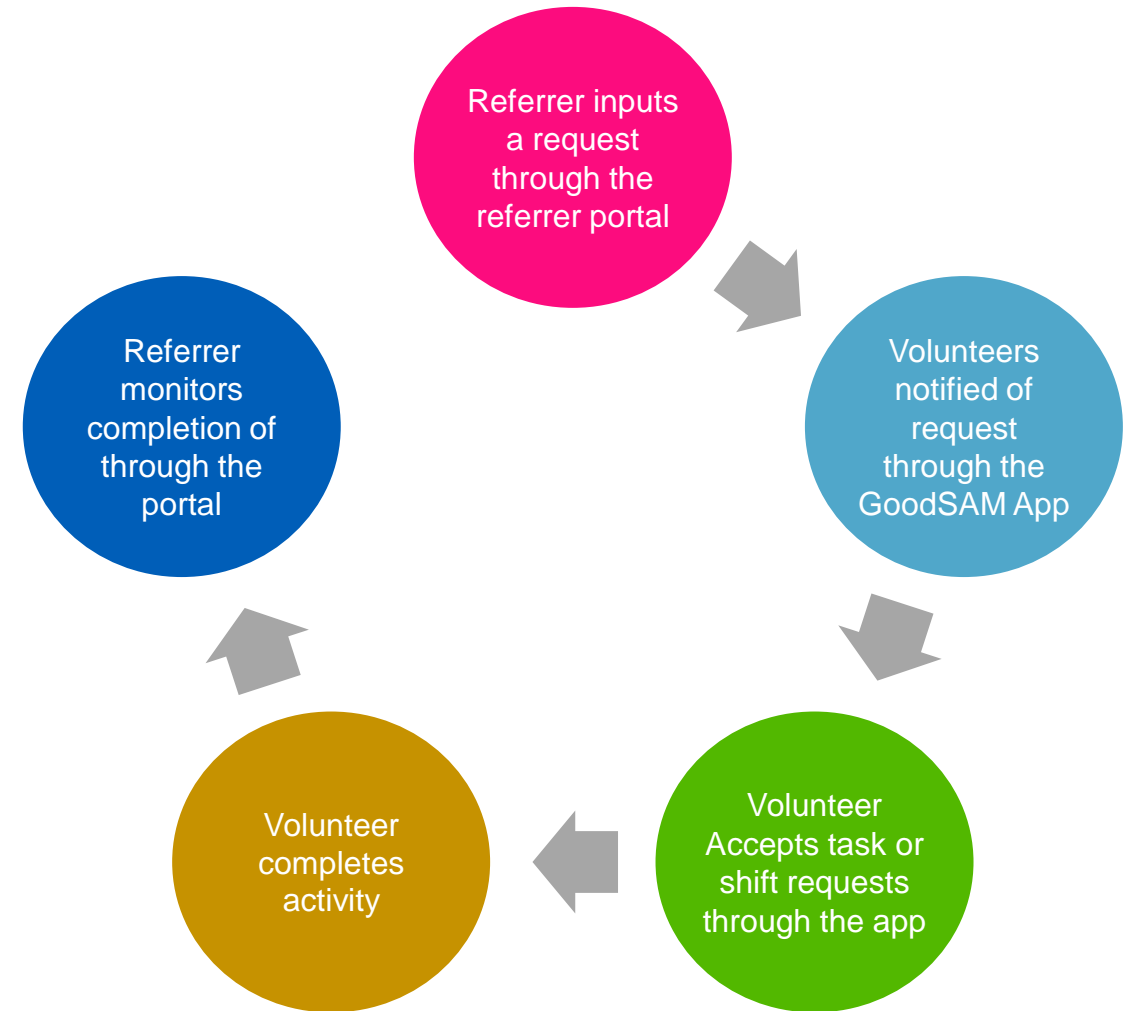 Referrer inputs
a request
through the
referrer portal
Volunteers
notified of
request
through the
GoodSAM App
Volunteer
Accepts task or
shift requests
through the app
Volunteer
completes
activity
Referrer
monitors
completion of
through the
portal